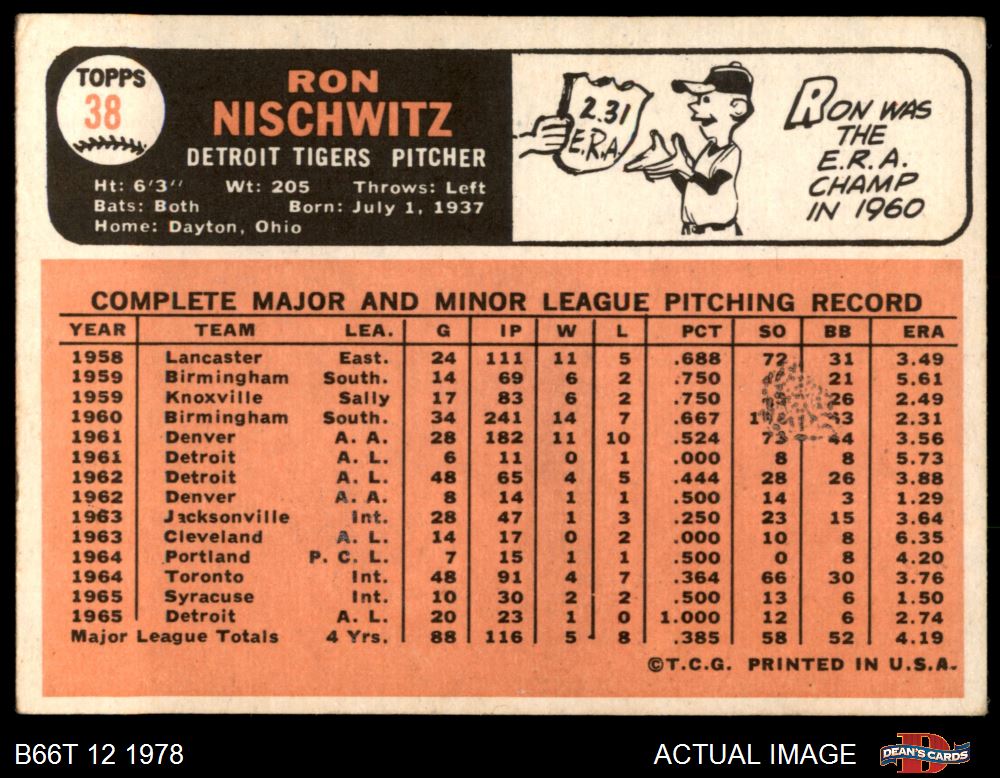 TOPPS
38
RON
NISCHWITZ
DETROIT TIGERS PITCHER
Ht: 6'3" Wt: 205 Throws: Left
Bats: Both Born: July 1, 1937
Home: Dayton, Ohio
2.31
E.R.A.
RON WAS
THE
E.R.A.
CHAMP
IN 1960
COMPLETE MAJOR AND MINOR LEAGUE PITCHING RECORD
YEAR TEAM LEA. G IP W L PCT SO BB ERA
1958 Lancaster East. 24 111 11 5 .688 72 31 3.49
1959 Birmingham South. 14 69 6 2 .750 21 5.61
1959 Knoxville Sally 17 83 6 2 .750 26 2.49
1960 Birmingham South. 34 241 14 7 .667 2.31
1961 Denver A. A. 28 182 11 10 .524 73 44 3.56
1961 Detroit A. L. 6 11 0 1 .000 8 8 5.73
1962 Detroit A. L. 48 65 4 5 .444 28 26 3.88
1962 Denver A. A. 8 14 1 1 .500 14 3 1.29
1963 Jacksonville Int. 28 47 1 3 .250 23 15 3.64
1963 Cleveland A. L. 14 17 0 2 .000 10 8 6.35
1964 Portland P. C. L. 7 15 1 1 .500 0 8 4.20
1964 Toronto Int. 48 91 4 7 .364 66 30 3.76
1965 Syracuse Int. 10 30 2 2 .500 13 6 1.50
1965 Detroit A. L. 20 23 1 0 1.000 12 6 2.74
Major League Totals 4 Yrs. 88 116 5 8 .385 58 52 4.19
©T.C.G. PRINTED IN U.S.A.
B66T 12 1978
ACTUAL IMAGE
DEAN'S CARDS